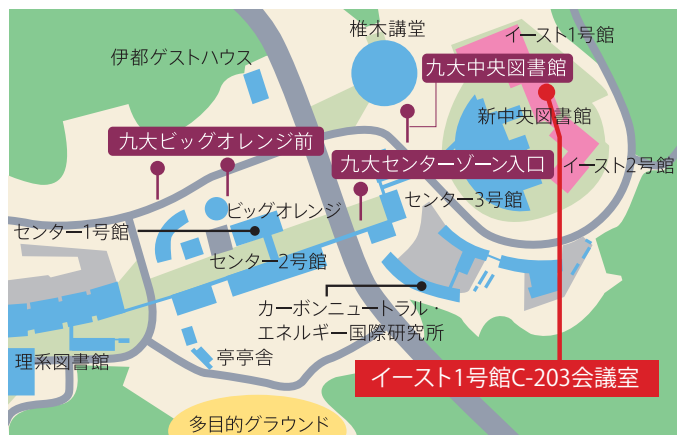 椎木講堂
イースト1号館
伊都ゲストハウス
九大中央図書館
新中央図書館
九大ビッグオレンジ前
九大センターゾーン入口
イースト2号館
センター3号館
ビッグオレンジ
センター1号館
センター2号館
カーボンニュートラル・
エネルギー国際研究所
理系図書館
亭亭舎
イースト1号館C-203会議室
多目的グラウンド